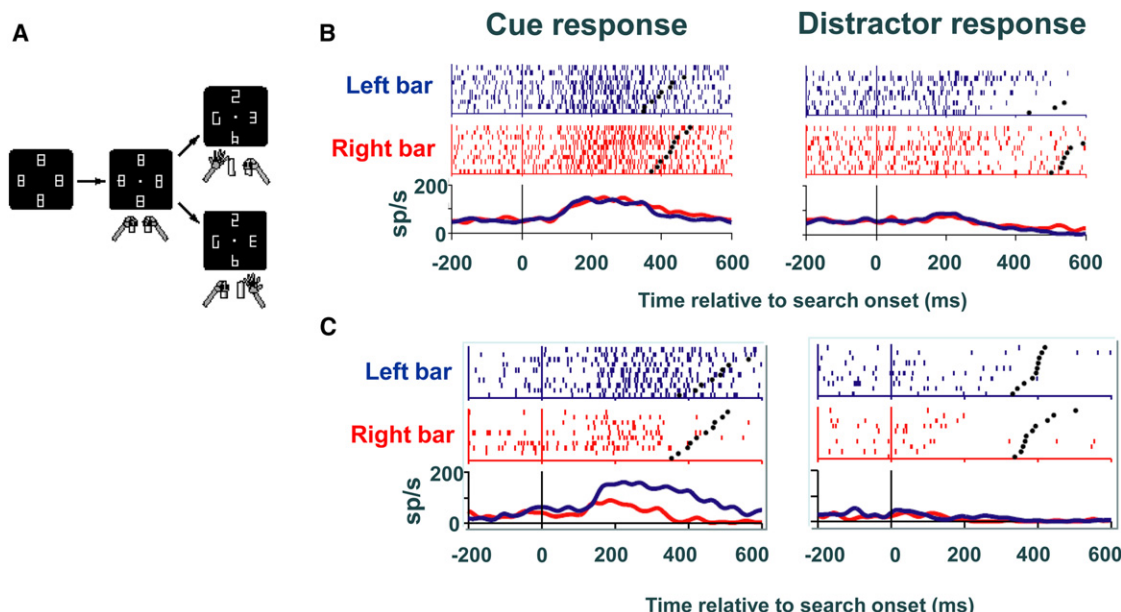 A
B
Cue response
Distractor response
Left bar
Right bar
200
sp/s
0
-200 0 200 400 600
-200 0 200 400 600
Time relative to search onset (ms)
C
Left bar
Right bar
200
sp/s
0
-200 0 200 400 600
-200 0 200 400 600
Time relative to search onset (ms)